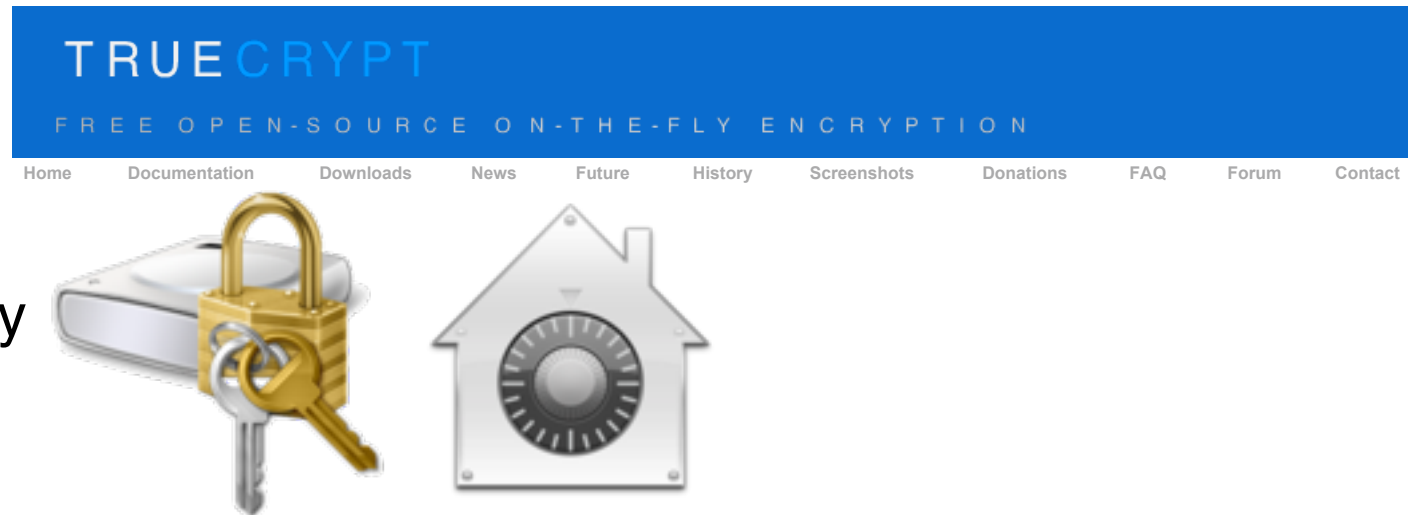 TRUECRYPT
FREE OPEN-SOURCE ON-THE-FLY ENCRYPTION
Home Documentation Downloads News Future History Screenshots Donations FAQ Forum Contact
y